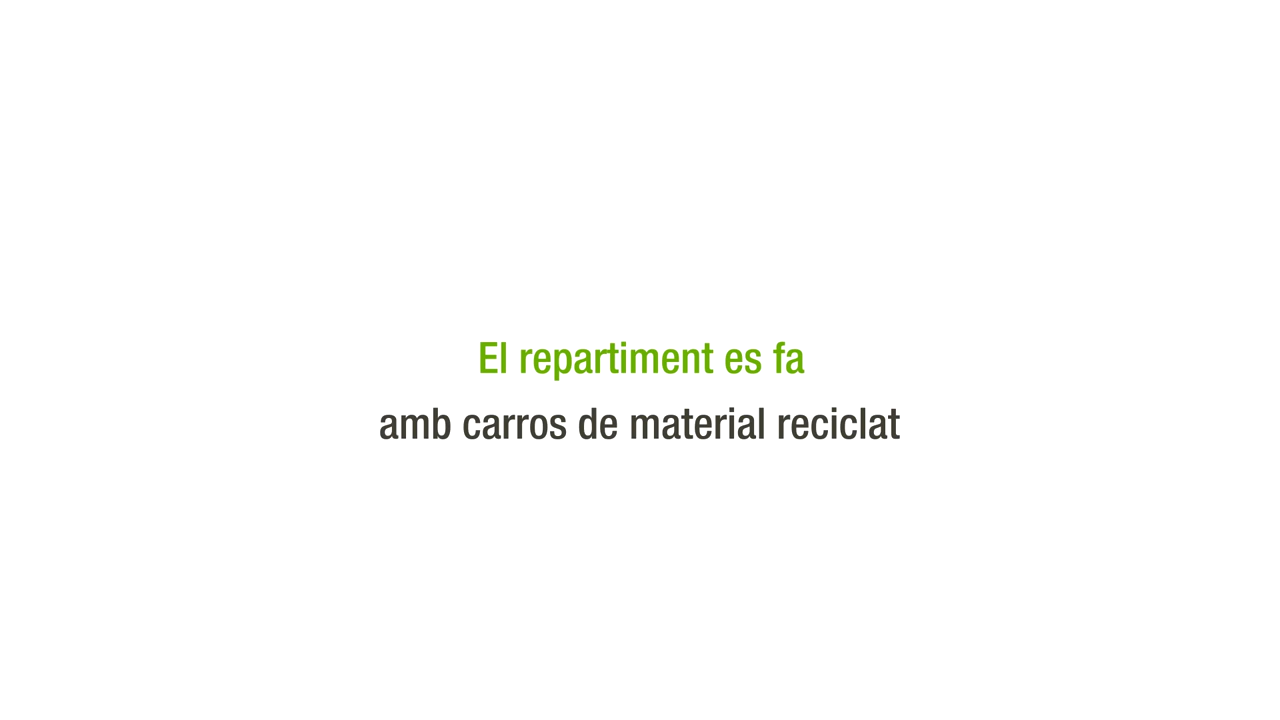 El repartiment es fa
amb carros de material reciclat